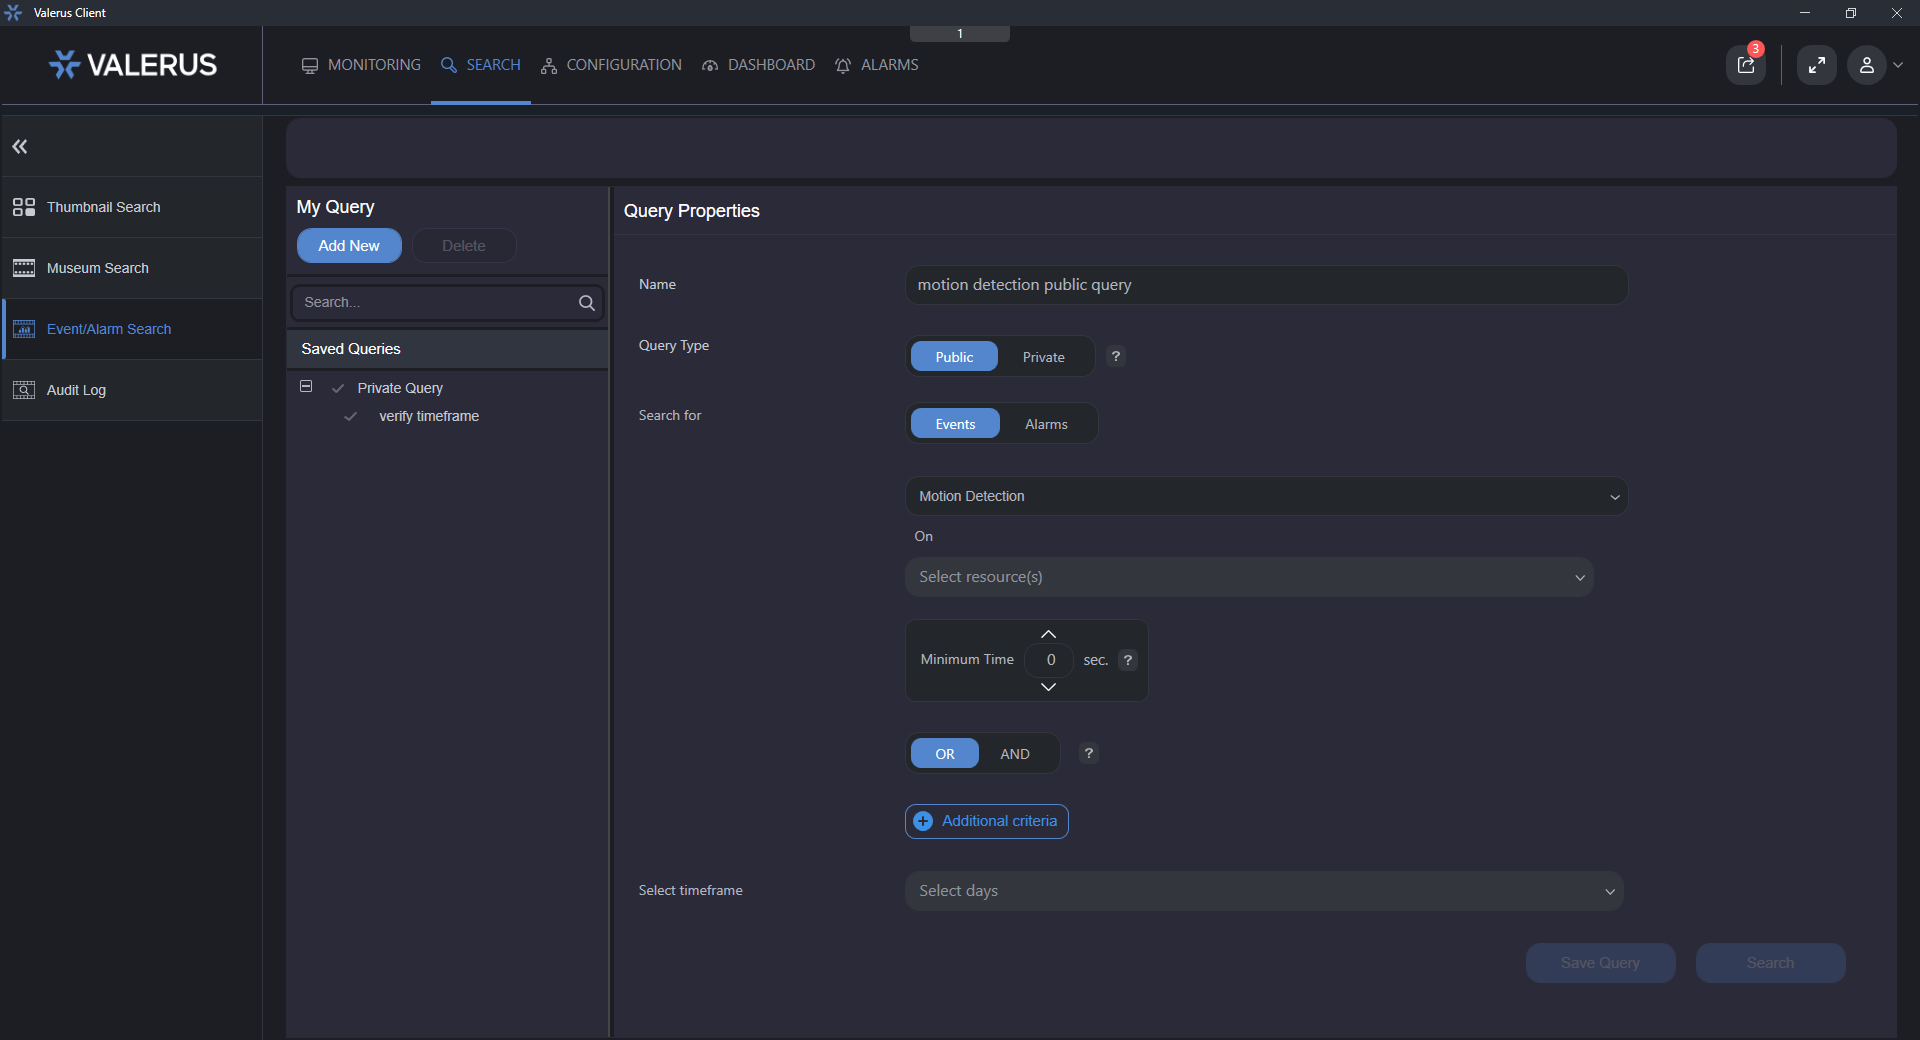 Valerus Client
1
VALERUS
MONITORING
SEARCH
CONFIGURATION
DASHBOARD
ALARMS
3
Thumbnail Search
Museum Search
Event/Alarm Search
Audit Log
My Query
Add New
Delete
Search...
Saved Queries
Private Query
verify timeframe
Query Properties
Name
motion detection public query
Query Type
Public
Private
?
Search for
Events
Alarms
Motion Detection
On
Select resource(s)
Minimum Time
0
sec.
?
OR
AND
?
Additional criteria
Select timeframe
Select days
Save Query
Search